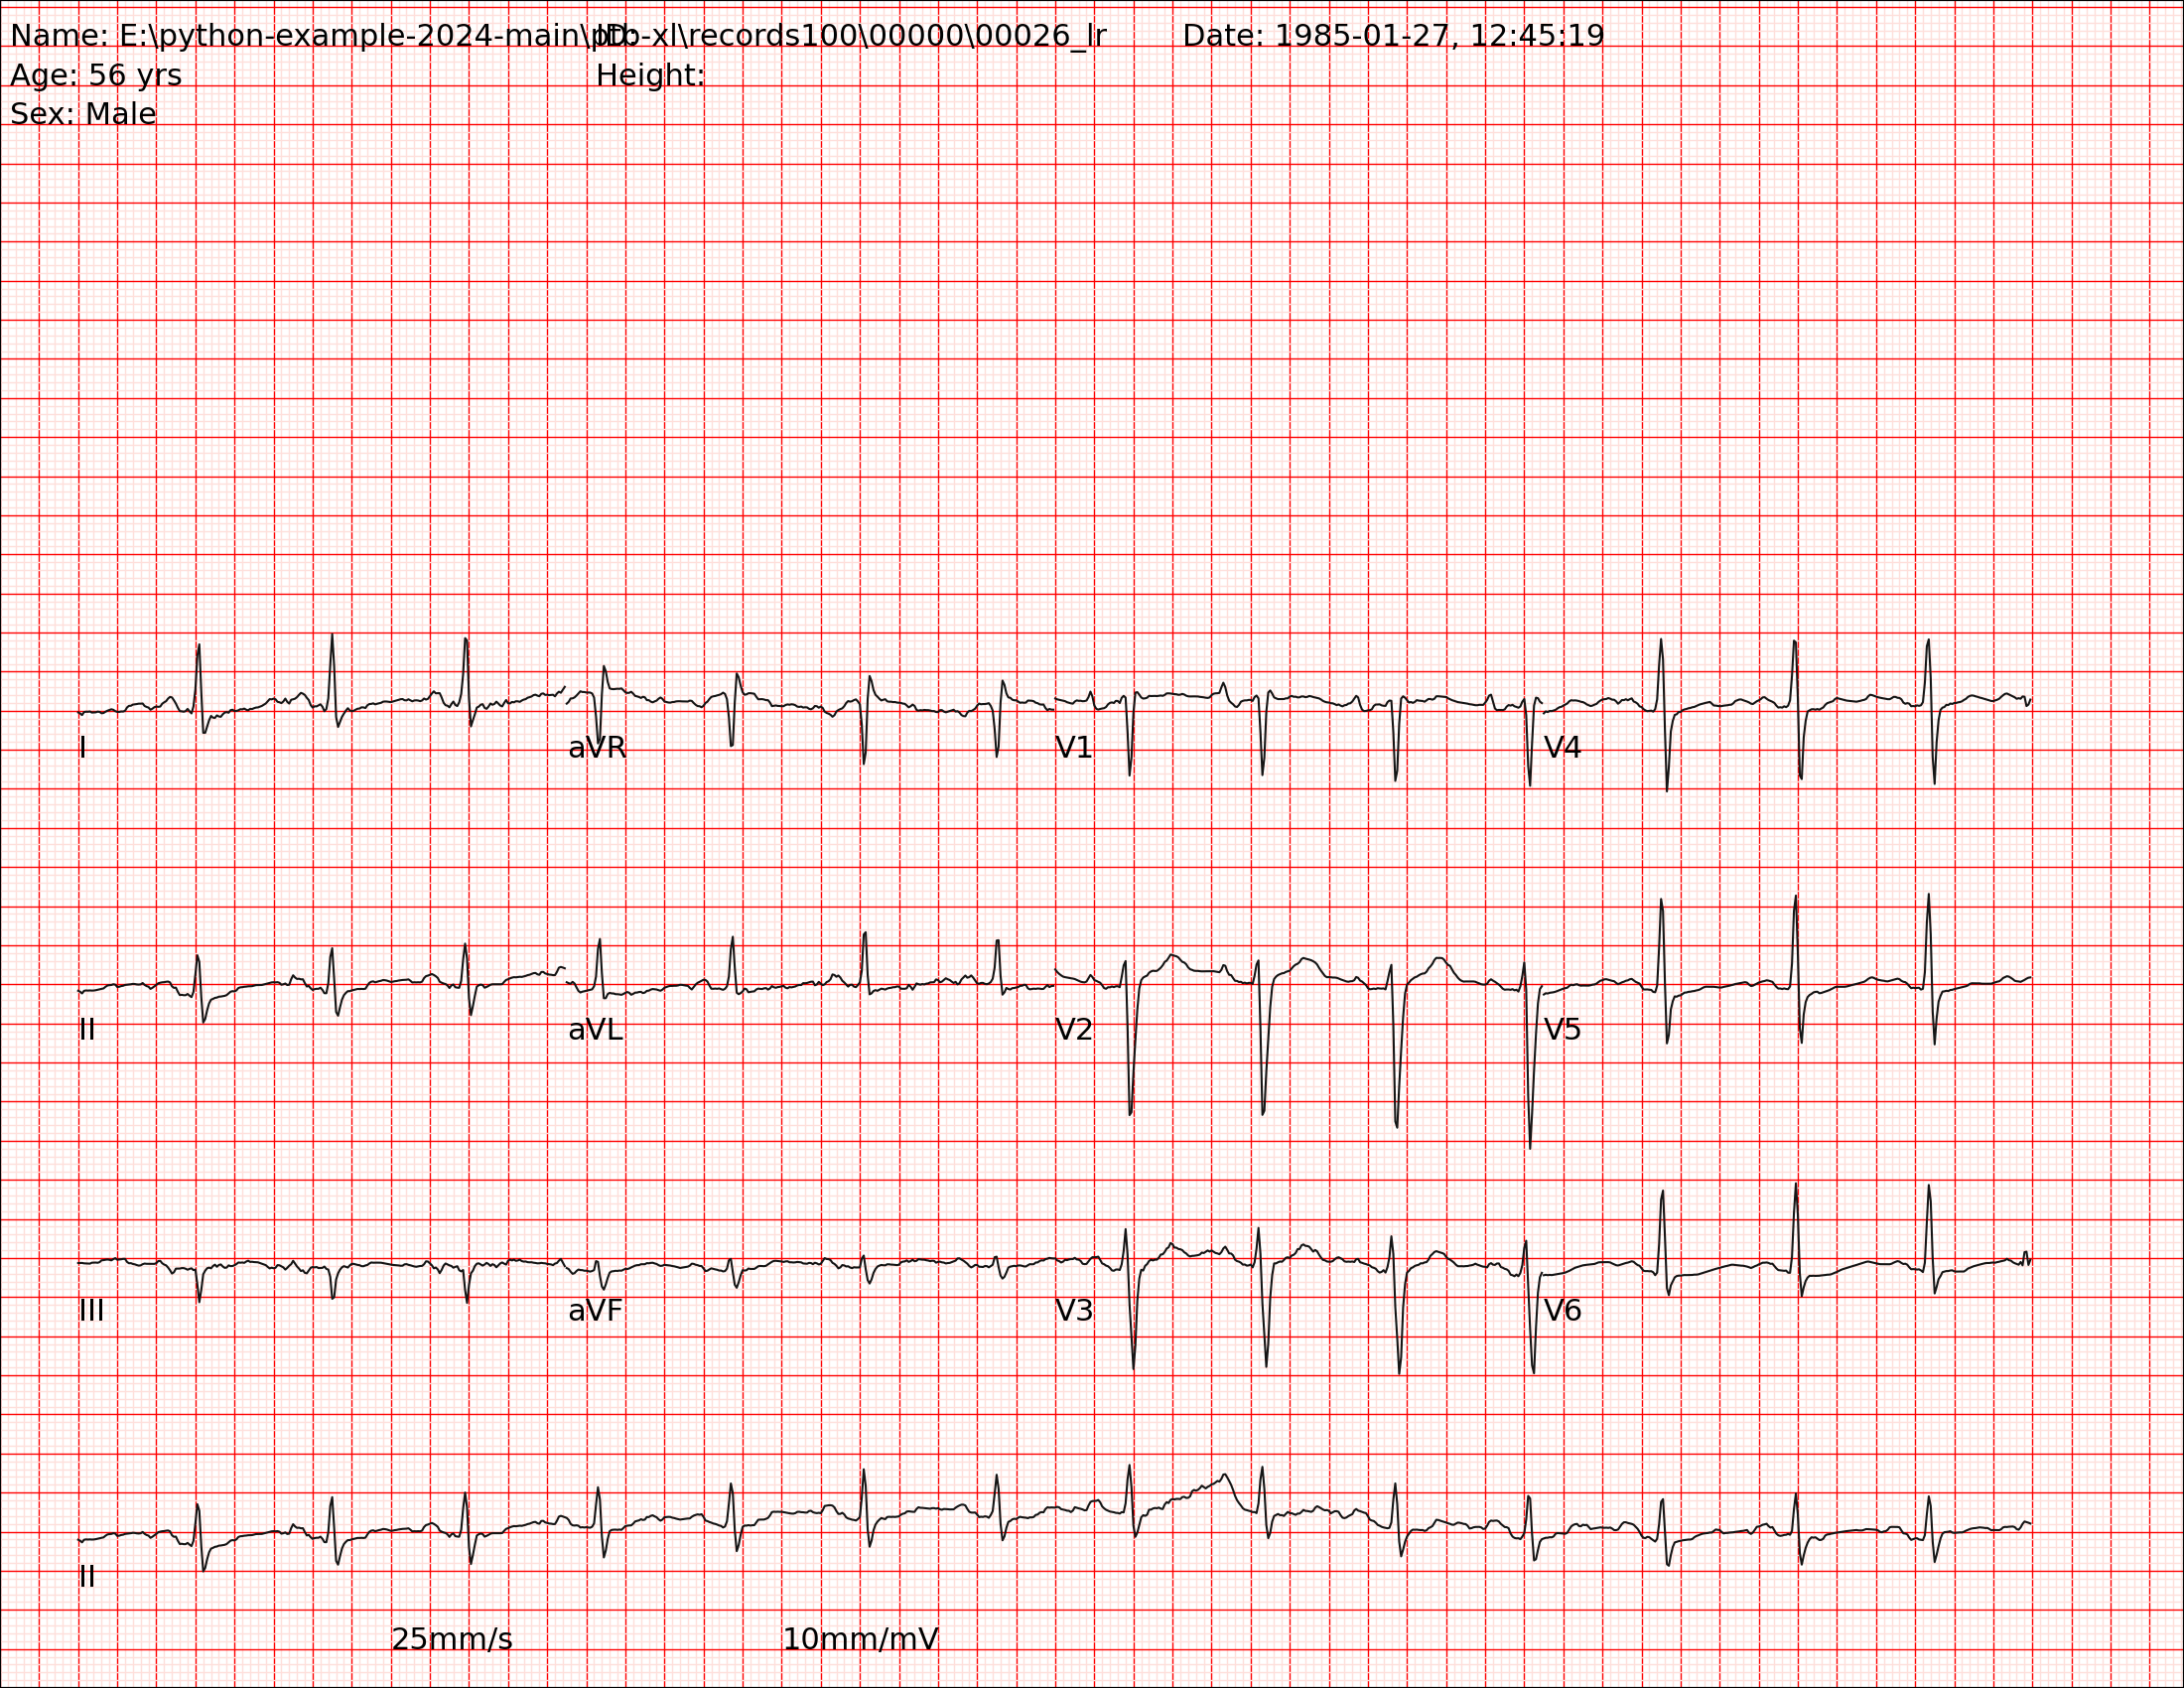 Name: E:\python-example-2024-main\ptb-xl\records100\00000\00026_lr ID: Date: 1985-01-27, 12:45:19
Age: 56 yrs Height:
Sex: Male
I aVR V1 V4
II aVL V2 V5
III aVF V3 V6
II
25mm/s 10mm/mV